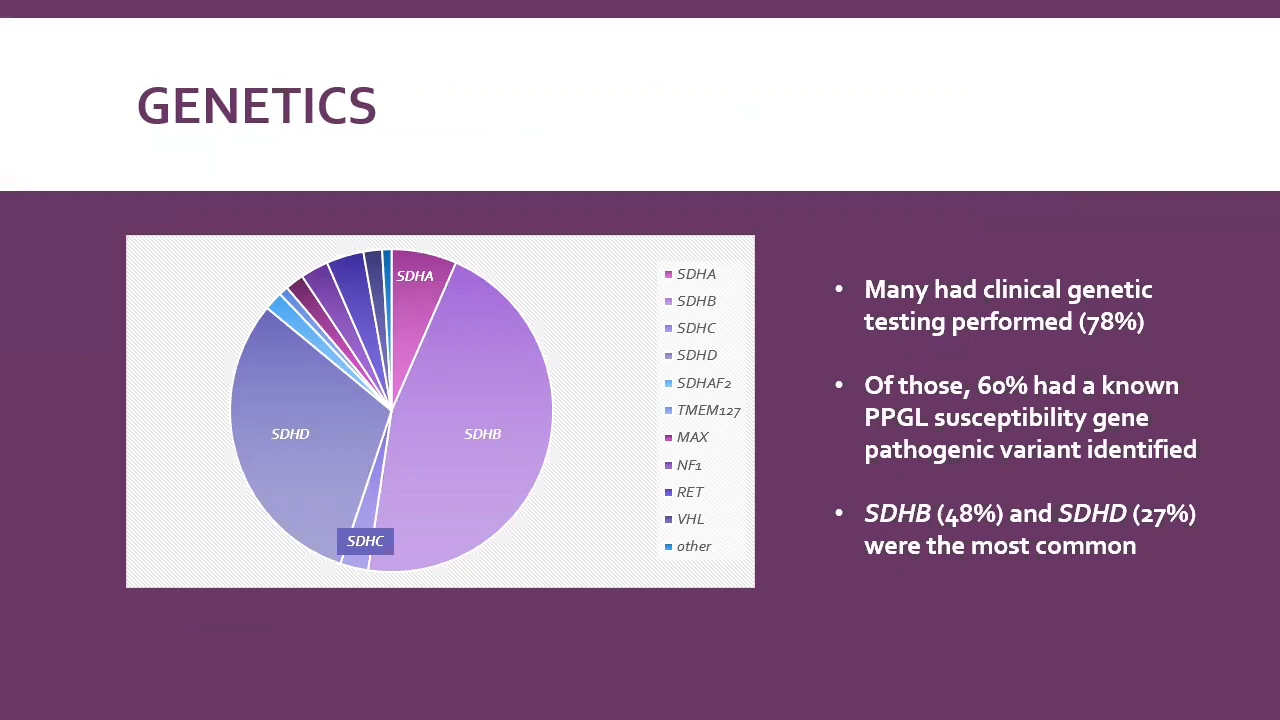 GENETICS
SDHA
SDHB
SDHD
SDHC
SDHA
SDHB
SDHC
SDHD
SDHAF2
TMEM127
MAX
NF1
RET
VHL
other
• Many had clinical genetic
testing performed (78%)
• Of those, 60% had a known
PPGL susceptibility gene
pathogenic variant identified
• SDHB (48%) and SDHD (27%)
were the most common